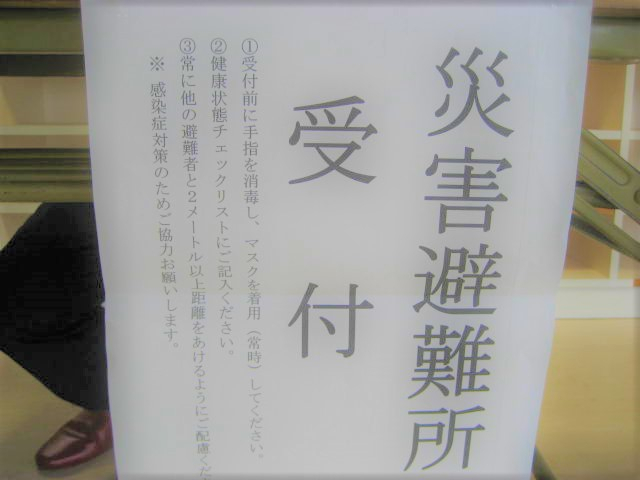 災害避難所
受付
①受付前に手指を消毒し、マスクを着用（常時）してください。
②健康状態チェックリストにご記入ください。
③常に他の避難者と２メートル以上距離をあけるようにご配慮くだ
※ 感染症対策のためご協力お願いします。